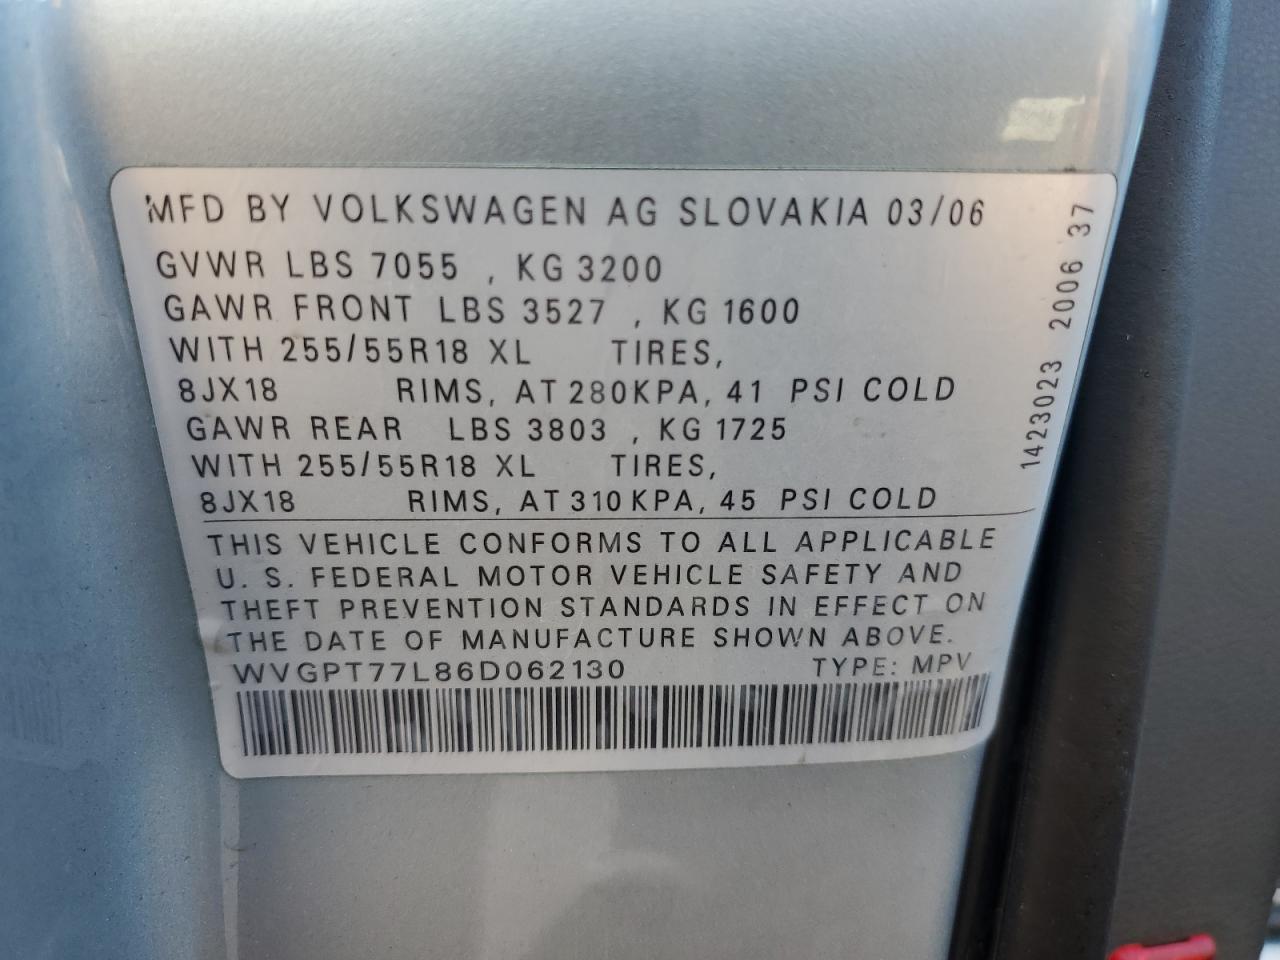 MFD BY VOLKSWAGEN AG SLOVAKIA 03/06
GVWR LBS 7055 , KG 3200
GAWR FRONT LBS 3527 , KG 1600
WITH 255/55R18 XL TIRES,
8JX18 RIMS, AT 280KPA, 41 PSI COLD
GAWR REAR LBS 3803 , KG 1725
WITH 255/55R18 XL TIRES,
8JX18 RIMS, AT 310 KPA, 45 PSI COLD
THIS VEHICLE CONFORMS TO ALL APPLICABLE
U. S. FEDERAL MOTOR VEHICLE SAFETY AND
THEFT PREVENTION STANDARDS IN EFFECT ON
THE DATE OF MANUFACTURE SHOWN ABOVE.
WVGPT77L86D062130 TYPE: MPV
1423023 2006 37